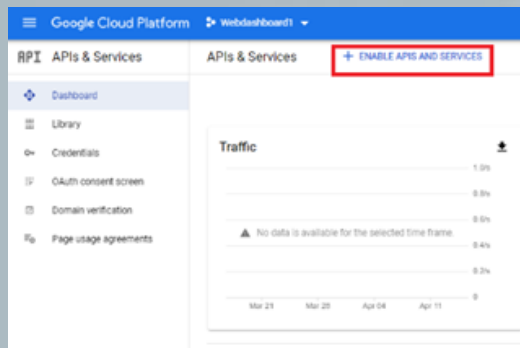 Google Cloud Platform Webdashboard1
API APIs & Services
APIs & Services + ENABLE APIS AND SERVICES
Dashboard
Library
Credentials
OAuth consent screen
Domain verification
Page usage agreements
Traffic
1.0/s
0.8/s
0.6/s
No data is available for the selected time frame.
0.4/s
0.2/s
0
Mar 21 Mar 28 Apr 04 Apr 11